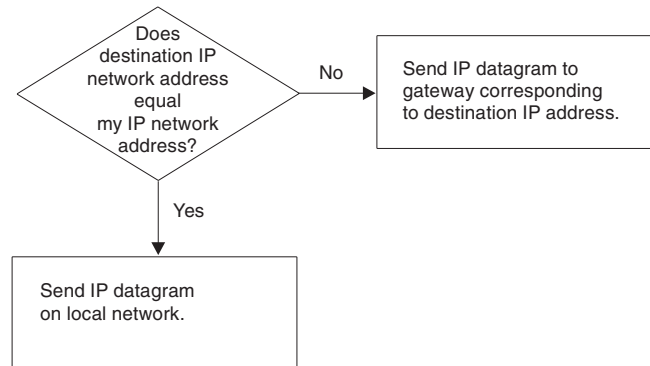 Does
destination IP
network address
equal
my IP network
address?
No
Send IP datagram to
gateway corresponding
to destination IP address.
Yes
Send IP datagram
on local network.